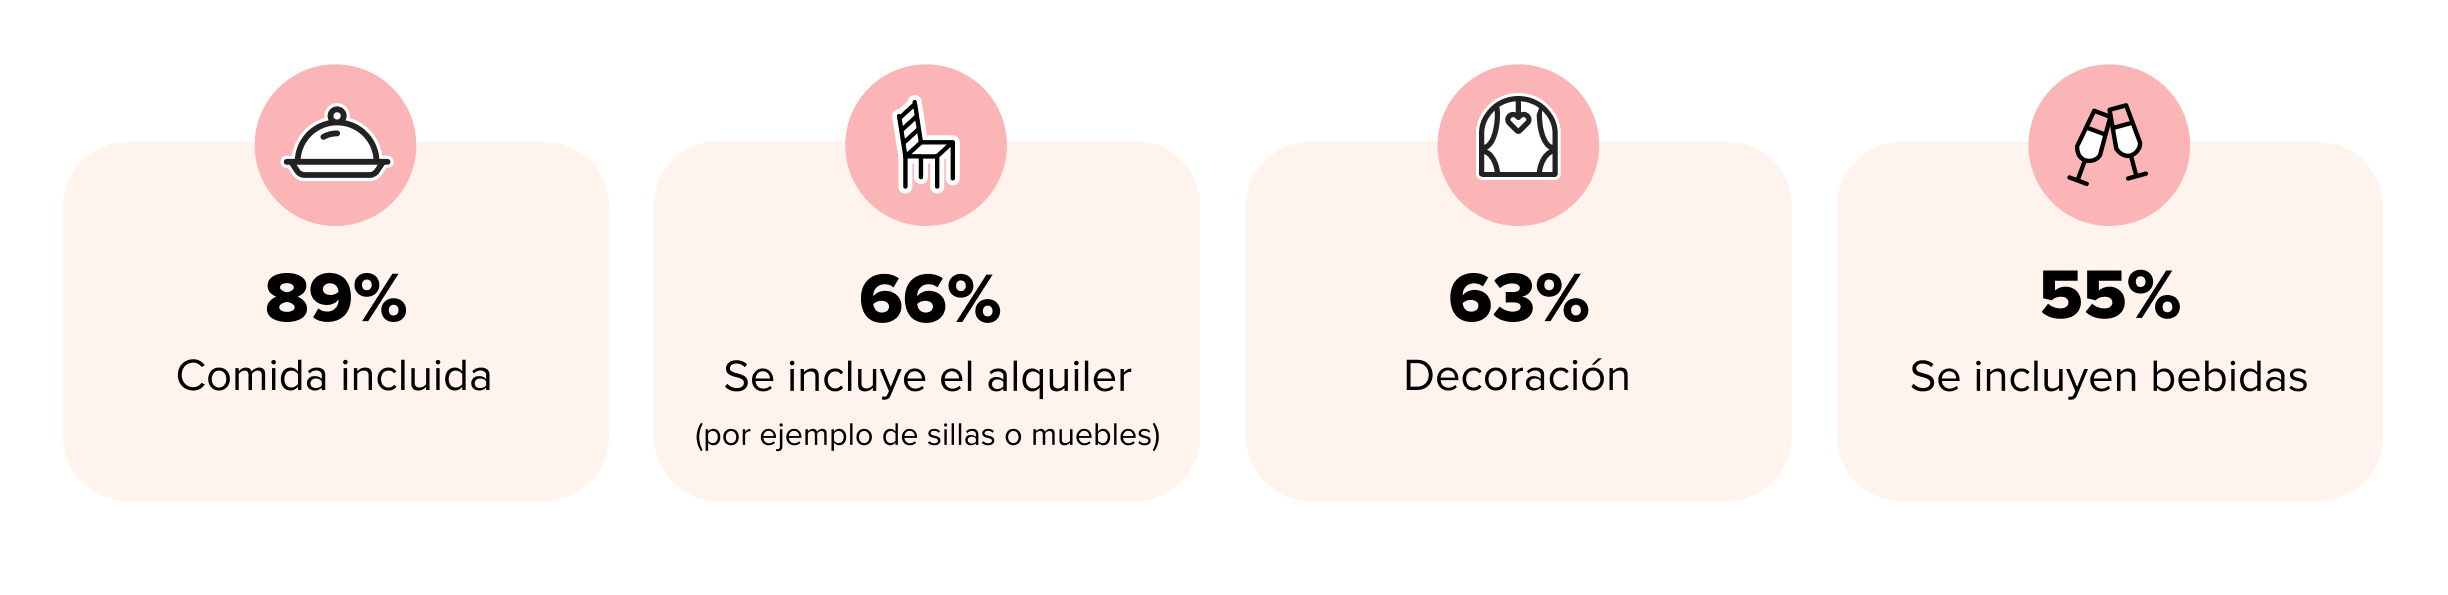 89%
Comida incluida
66%
Se incluye el alquiler
(por ejemplo de sillas o muebles)
63%
Decoración
55%
Se incluyen bebidas